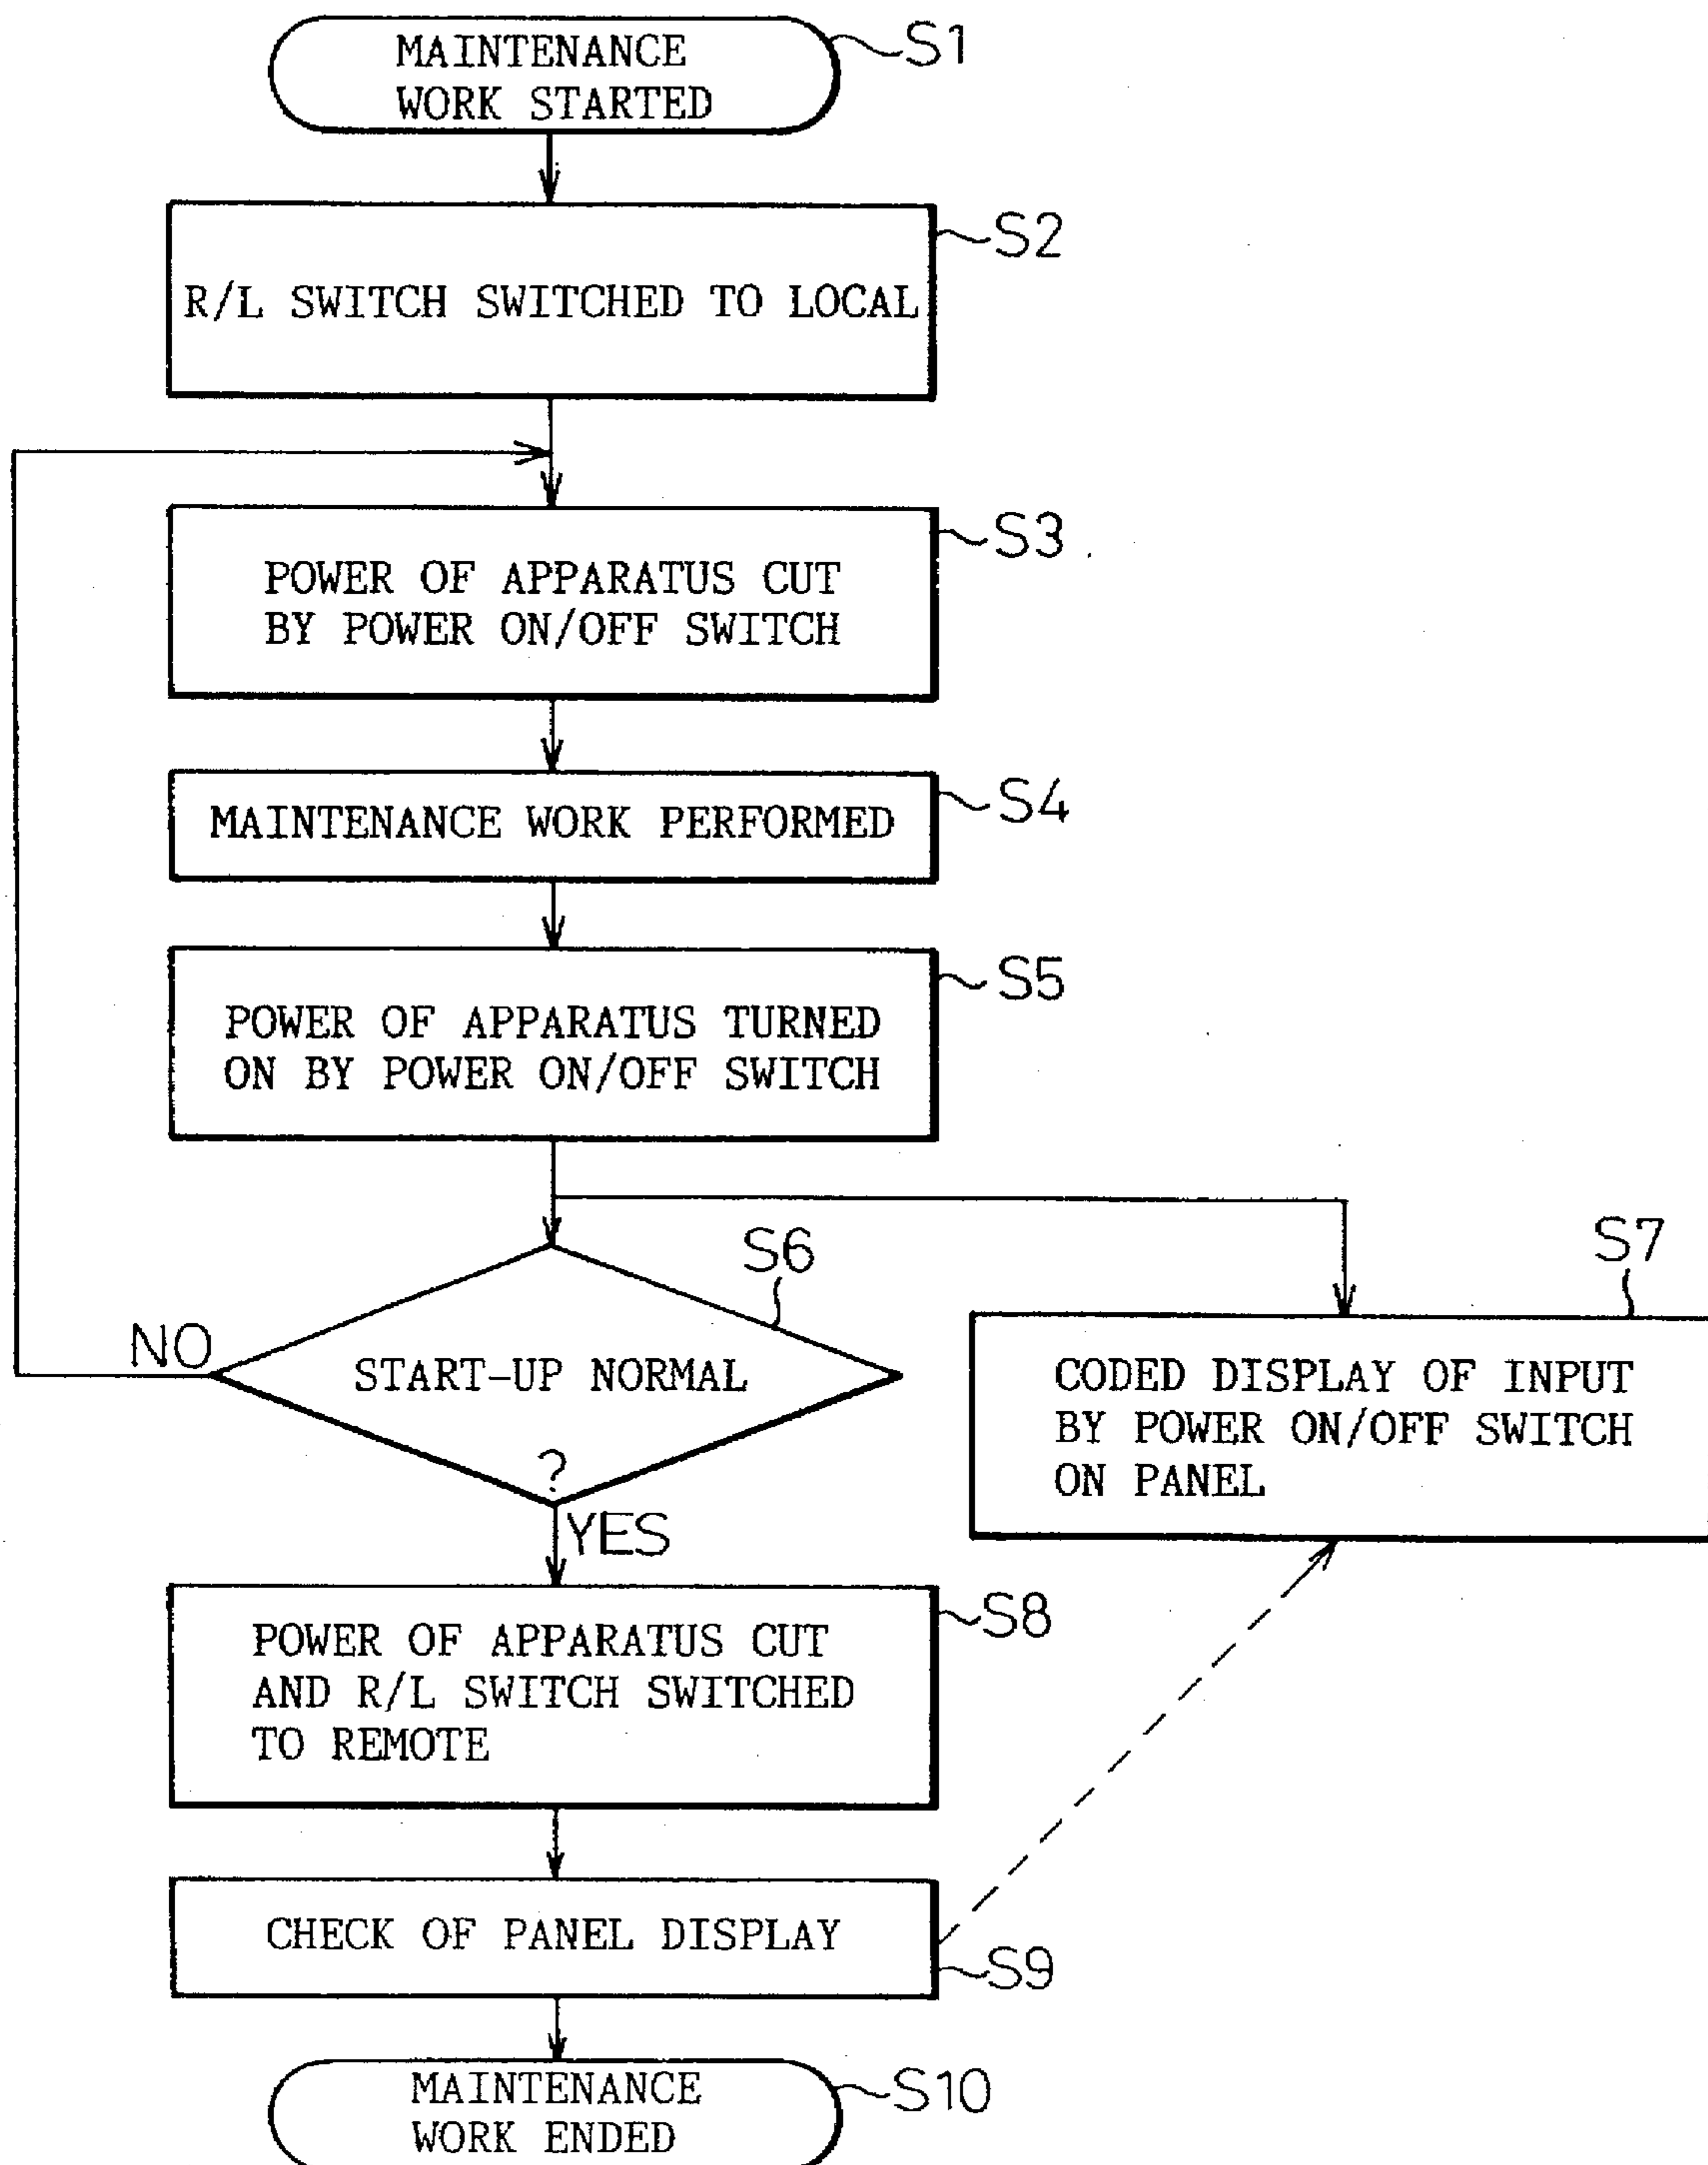 MAINTENANCE
WORK STARTED
S1
R/L SWITCH SWITCHED TO LOCAL
S2
POWER OF APPARATUS CUT
BY POWER ON/OFF SWITCH
S3
MAINTENANCE WORK PERFORMED
S4
POWER OF APPARATUS TURNED
ON BY POWER ON/OFF SWITCH
S5
START-UP NORMAL
?
S6
NO
YES
CODED DISPLAY OF INPUT
BY POWER ON/OFF SWITCH
ON PANEL
S7
POWER OF APPARATUS CUT
AND R/L SWITCH SWITCHED
TO REMOTE
S8
CHECK OF PANEL DISPLAY
S9
MAINTENANCE
WORK ENDED
S10